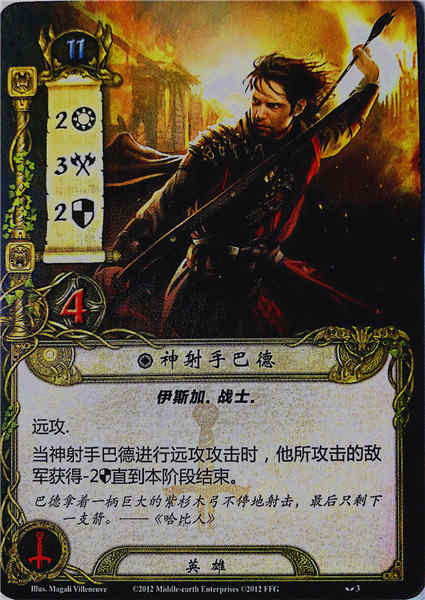 11
2
3
2
4
神射手巴德
伊斯加. 战士.
远攻.
当神射手巴德进行远攻攻击时，他所攻击的敌
军获得-2直到本阶段结束。
巴德拿着一柄巨大的紫杉木弓不停地射击，最后只剩下
一支箭。——《哈比人》
英雄
Illus. Magali Villeneuve ©2012 Middle-earth Enterprises ©2012 FFG 3